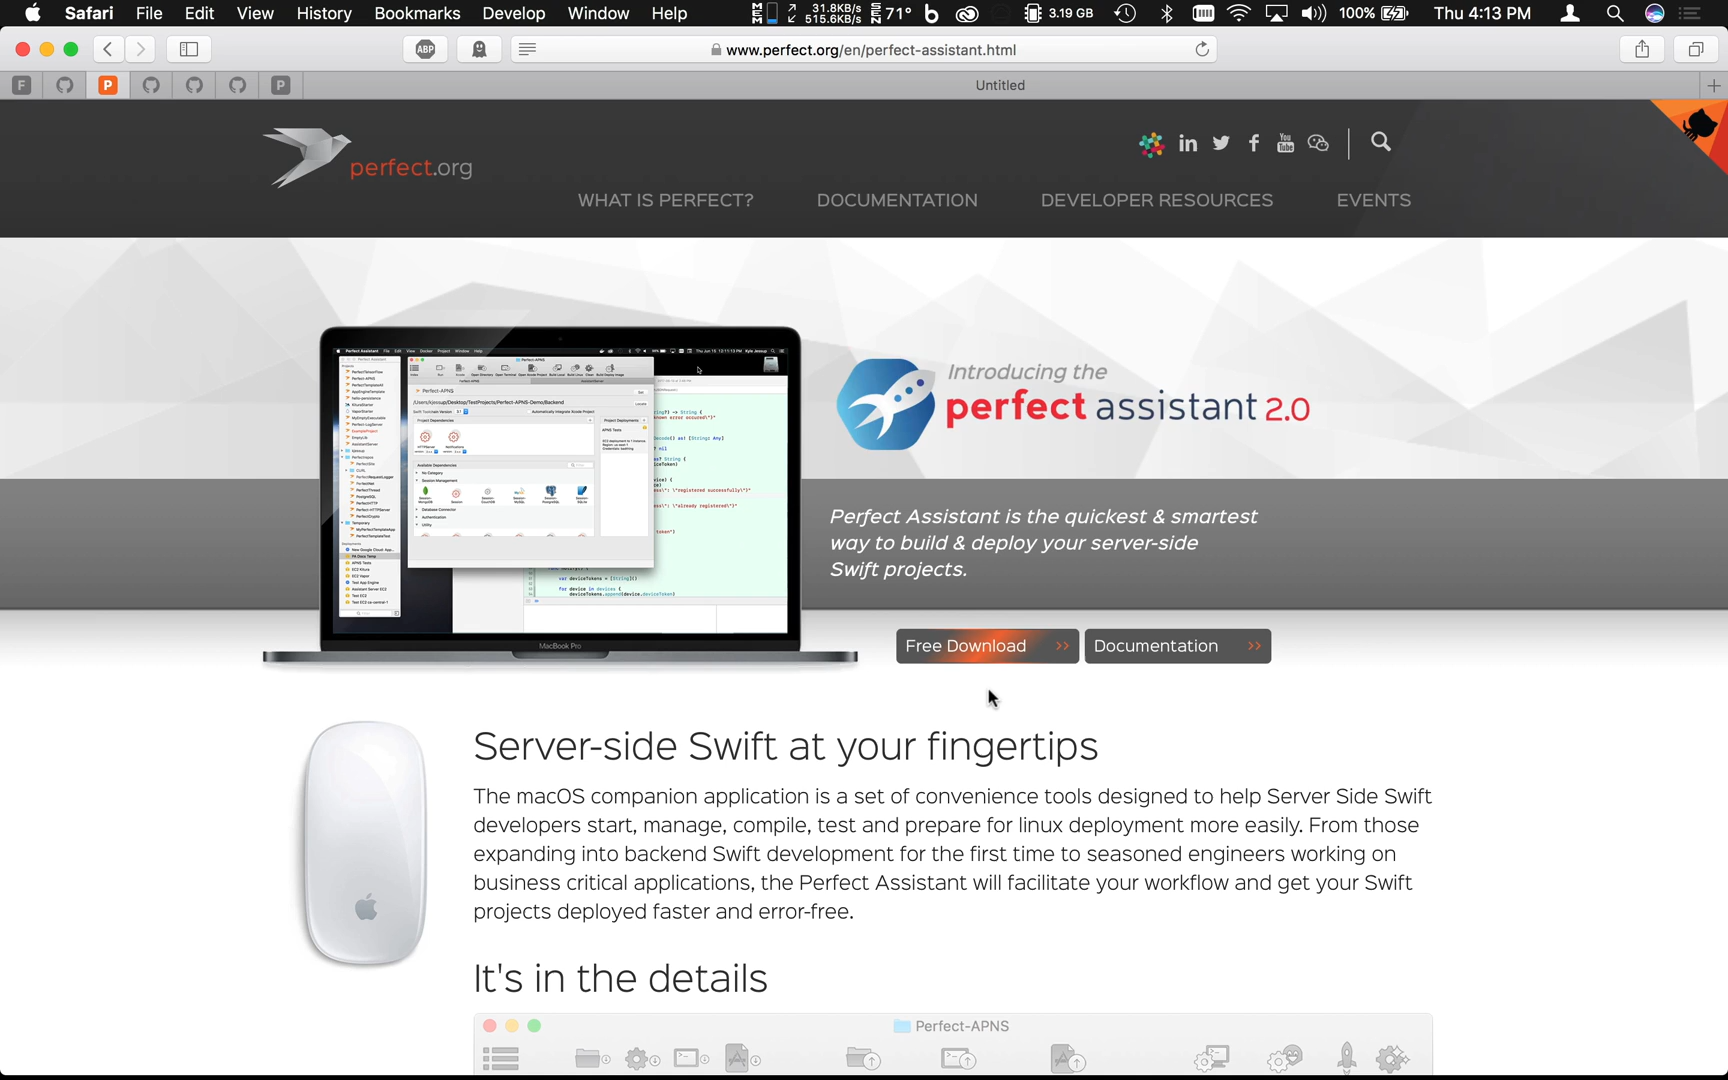 Safari File Edit View History Bookmarks Develop Window Help 31.8KB/s 515.6KB/s 71° 3.19 GB 100% Thu 4:13 PM
ABP www.perfect.org/en/perfect-assistant.html
F P P Untitled
perfect.org
You Tube
WHAT IS PERFECT? DOCUMENTATION DEVELOPER RESOURCES EVENTS
Introducing the
perfect assistant 2.0
Perfect Assistant is the quickest & smartest
way to build & deploy your server-side
Swift projects.
MacBook Pro
Free Download >> Documentation >>
Server-side Swift at your fingertips
The macOS companion application is a set of convenience tools designed to help Server Side Swift
developers start, manage, compile, test and prepare for linux deployment more easily. From those
expanding into backend Swift development for the first time to seasoned engineers working on
business critical applications, the Perfect Assistant will facilitate your workflow and get your Swift
projects deployed faster and error-free.
It's in the details
Perfect-APNS